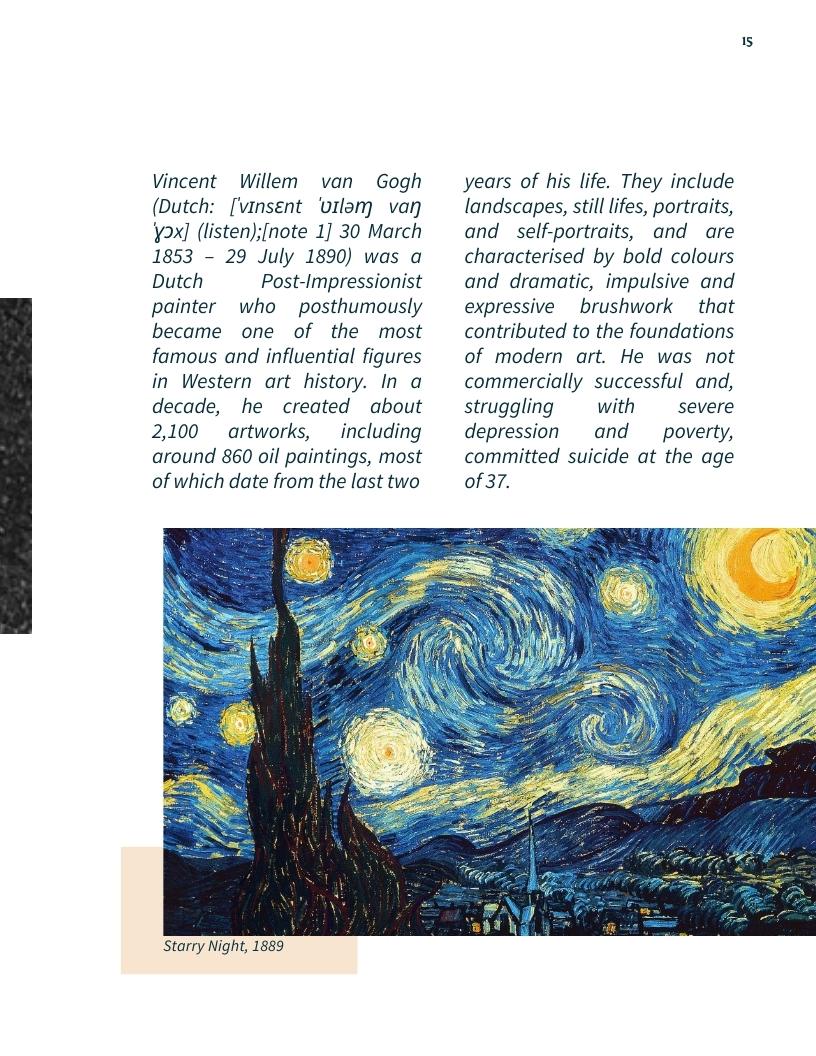 15
Vincent Willem van Gogh
(Dutch: [ˈvɪnsɛnt ˈʋɪləɱ vaŋ
ˈɣɔx] (listen);[note 1] 30 March
1853 – 29 July 1890) was a
Dutch Post-Impressionist
painter who posthumously
became one of the most
famous and influential figures
in Western art history. In a
decade, he created about
2,100 artworks, including
around 860 oil paintings, most
of which date from the last two
years of his life. They include
landscapes, still lifes, portraits,
and self-portraits, and are
characterised by bold colours
and dramatic, impulsive and
expressive brushwork that
contributed to the foundations
of modern art. He was not
commercially successful and,
struggling with severe
depression and poverty,
committed suicide at the age
of 37.
Starry Night, 1889